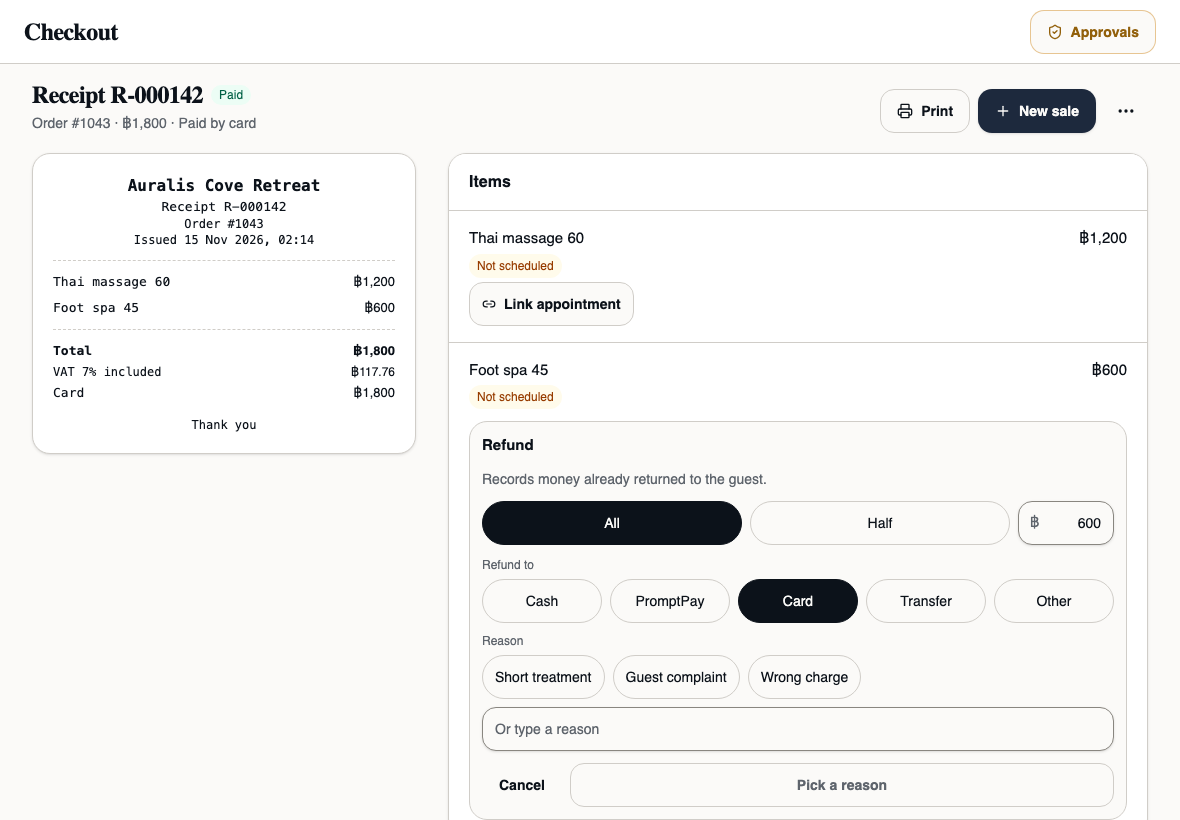 Checkout
Approvals
Receipt R-000142 Paid
Order #1043 · ฿1,800 · Paid by card
Print
New sale
Auralis Cove Retreat
Receipt R–000142
Order #1043
Issued 15 Nov 2026, 02:14
Thai massage 60 ฿1,200
Foot spa 45 ฿600
Total ฿1,800
VAT 7% included ฿117.76
Card ฿1,800
Thank you
Items
Thai massage 60 ฿1,200
Not scheduled
Link appointment
Foot spa 45 ฿600
Not scheduled
Refund
Records money already returned to the guest.
All Half ฿ 600
Refund to
Cash PromptPay Card Transfer Other
Reason
Short treatment Guest complaint Wrong charge
Or type a reason
Cancel Pick a reason